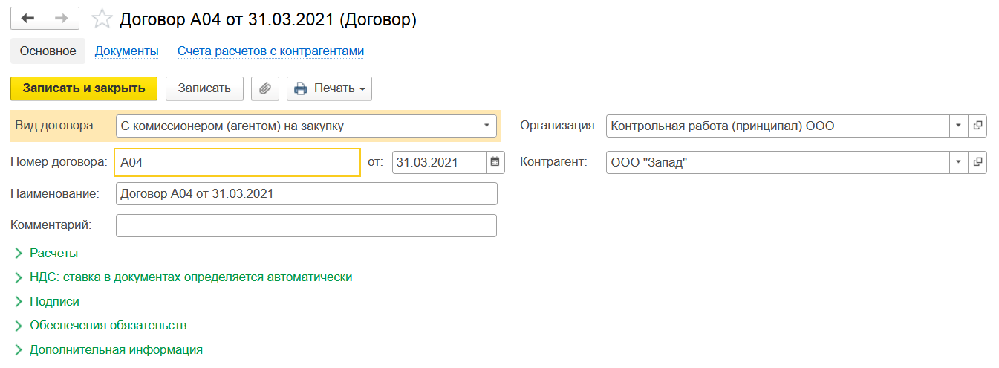 Договор А04 от 31.03.2021 (Договор)
Основное Документы Счета расчетов с контрагентами
Записать и закрыть Записать Печать
Вид договора: С комиссионером (агентом) на закупку Организация: Контрольная работа (принципал) ООО
Номер договора: А04 от: 31.03.2021 Контрагент: ООО "Запад"
Наименование: Договор А04 от 31.03.2021
Комментарий:
Расчеты
НДС: ставка в документах определяется автоматически
Подписи
Обеспечения обязательств
Дополнительная информация